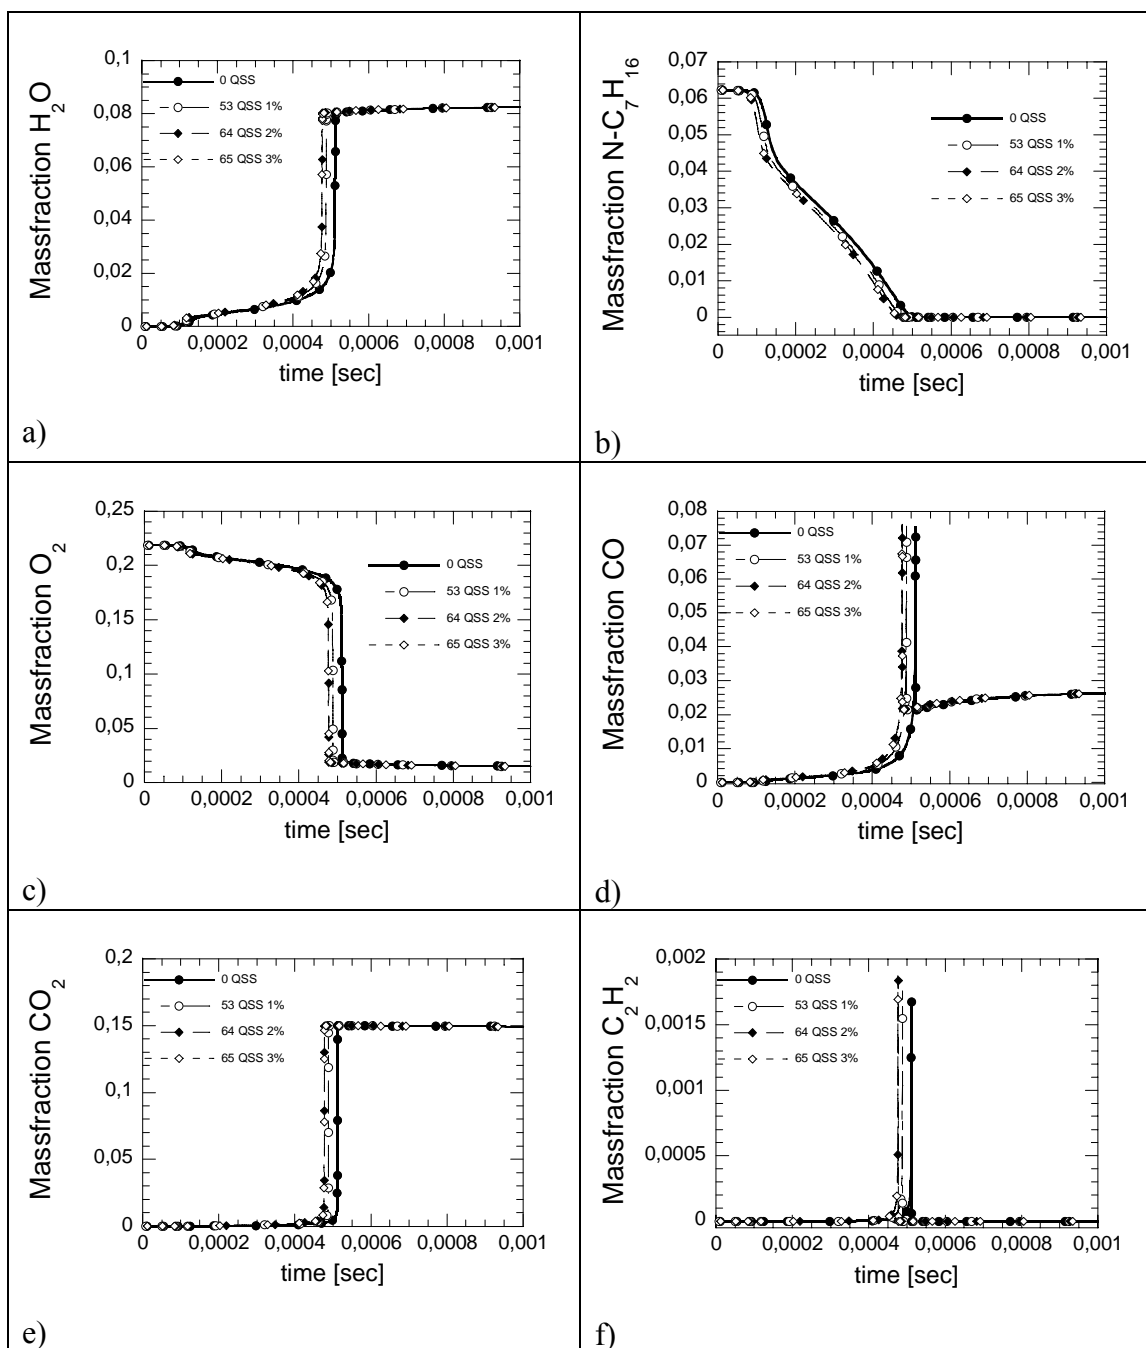 Massfraction H2O
0,1
0,08
0,06
0,04
0,02
0
0 QSS
53 QSS 1%
64 QSS 2%
65 QSS 3%
0 0,0002 0,0004 0,0006 0,0008 0,001
time [sec]
a)
Massfraction N-C7H16
0,07
0,06
0,05
0,04
0,03
0,02
0,01
0
0 QSS
53 QSS 1%
64 QSS 2%
65 QSS 3%
0 0,0002 0,0004 0,0006 0,0008 0,001
time [sec]
b)
Massfraction O2
0,25
0,2
0,15
0,1
0,05
0
0 QSS
53 QSS 1%
64 QSS 2%
65 QSS 3%
0 0,0002 0,0004 0,0006 0,0008 0,001
time [sec]
c)
Massfraction CO
0,08
0,07
0,06
0,05
0,04
0,03
0,02
0,01
0
0 QSS
53 QSS 1%
64 QSS 2%
65 QSS 3%
0 0,0002 0,0004 0,0006 0,0008 0,001
time [sec]
d)
Massfraction CO2
0,2
0,15
0,1
0,05
0
0 QSS
53 QSS 1%
64 QSS 2%
65 QSS 3%
0 0,0002 0,0004 0,0006 0,0008 0,001
time [sec]
e)
Massfraction C2H2
0,002
0,0015
0,001
0,0005
0
0 QSS
53 QSS 1%
64 QSS 2%
65 QSS 3%
0 0,0002 0,0004 0,0006 0,0008 0,001
time [sec]
f)